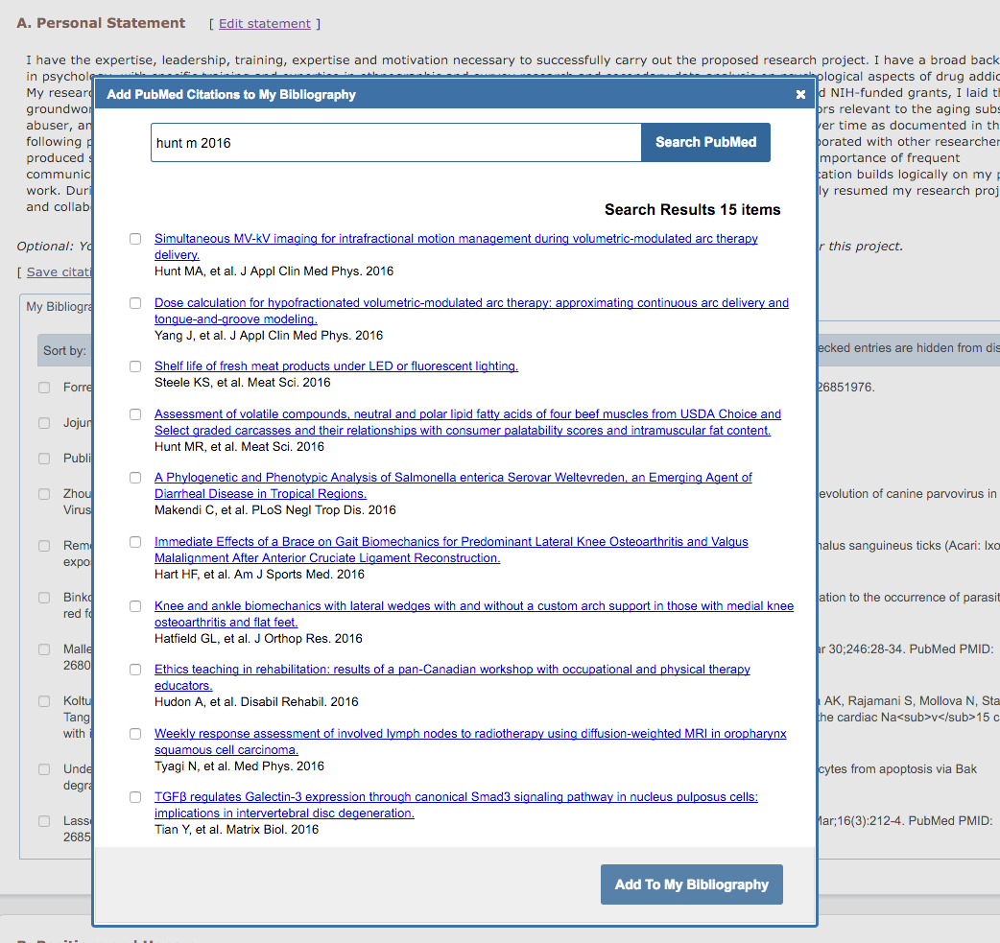 A. Personal Statement [ Edit statement ]
I have the expertise, leadership, training, expertise and motivation necessary to successfully carry out the proposed research project. I have a broad back
in psychology, with specific training and expertise in ethnographic and survey research and secondary data analysis on psychological aspects of drug addic
My researc
d NIH-funded grants, I laid th
groundwor
ors relevant to the aging subs
abuser, an
ver time as documented in th
following p
orated with other researcher
produced s
mportance of frequent
communic
cation builds logically on my p
work. Duri
ly resumed my research proj
and collabo
Optional: Yo
r this project.
[ Save citati
My Bibliogra
Sort by:
ecked entries are hidden from dis
Forre
26851976.
Jojum
Publi
Zhou
evolution of canine parvovirus in
Virus
Reme
nalus sanguineus ticks (Acari: Ixo
expo
Binko
ation to the occurrence of parasit
red fo
Malle
ar 30;246:28-34. PubMed PMID:
2680
Koltu
AK, Rajamani S, Mollova N, Sta
Tang
he cardiac Na<sub>v</sub>15 c
with i
Unde
cytes from apoptosis via Bak
degra
Lass
Mar;16(3):212-4. PubMed PMID:
2685
Add PubMed Citations to My Bibliography ×
hunt m 2016 Search PubMed
Search Results 15 items
Simultaneous MV-kV imaging for intrafractional motion management during volumetric-modulated arc therapy
delivery.
Hunt MA, et al. J Appl Clin Med Phys. 2016
Dose calculation for hypofractionated volumetric-modulated arc therapy: approximating continuous arc delivery and
tongue-and-groove modeling.
Yang J, et al. J Appl Clin Med Phys. 2016
Shelf life of fresh meat products under LED or fluorescent lighting.
Steele KS, et al. Meat Sci. 2016
Assessment of volatile compounds, neutral and polar lipid fatty acids of four beef muscles from USDA Choice and
Select graded carcasses and their relationships with consumer palatability scores and intramuscular fat content.
Hunt MR, et al. Meat Sci. 2016
A Phylogenetic and Phenotypic Analysis of Salmonella enterica Serovar Weltevreden, an Emerging Agent of
Diarrheal Disease in Tropical Regions.
Makendi C, et al. PLoS Negl Trop Dis. 2016
Immediate Effects of a Brace on Gait Biomechanics for Predominant Lateral Knee Osteoarthritis and Valgus
Malalignment After Anterior Cruciate Ligament Reconstruction.
Hart HF, et al. Am J Sports Med. 2016
Knee and ankle biomechanics with lateral wedges with and without a custom arch support in those with medial knee
osteoarthritis and flat feet.
Hatfield GL, et al. J Orthop Res. 2016
Ethics teaching in rehabilitation: results of a pan-Canadian workshop with occupational and physical therapy
educators.
Hudon A, et al. Disabil Rehabil. 2016
Weekly response assessment of involved lymph nodes to radiotherapy using diffusion-weighted MRI in oropharynx
squamous cell carcinoma.
Tyagi N, et al. Med Phys. 2016
TGFβ regulates Galectin-3 expression through canonical Smad3 signaling pathway in nucleus pulposus cells:
implications in intervertebral disc degeneration.
Tian Y, et al. Matrix Biol. 2016
Add To My Bibliography